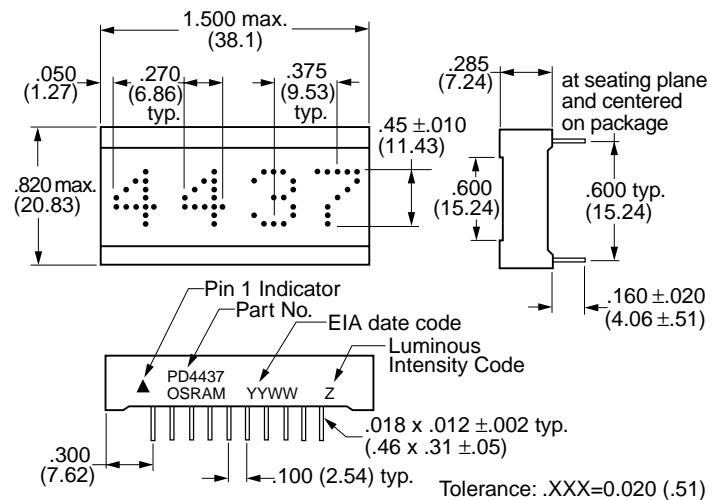 1.500 max.
(38.1)
.050
(1.27)
.270
(6.86)
typ.
.375
(9.53)
typ.
.45 ±.010
(11.43)
.820 max.
(20.83)
4437
.285
(7.24)
at seating plane
and centered
on package
.600
(15.24)
.600 typ.
(15.24)
.160 ±.020
(4.06 ±.51)
Pin 1 Indicator
Part No.
EIA date code
Luminous
Intensity Code
PD4437
OSRAM YYWW Z
.300
(7.62)
.018 x .012 ±.002 typ.
(.46 x .31 ±.05)
.100 (2.54) typ.
Tolerance: .XXX=0.020 (.51)